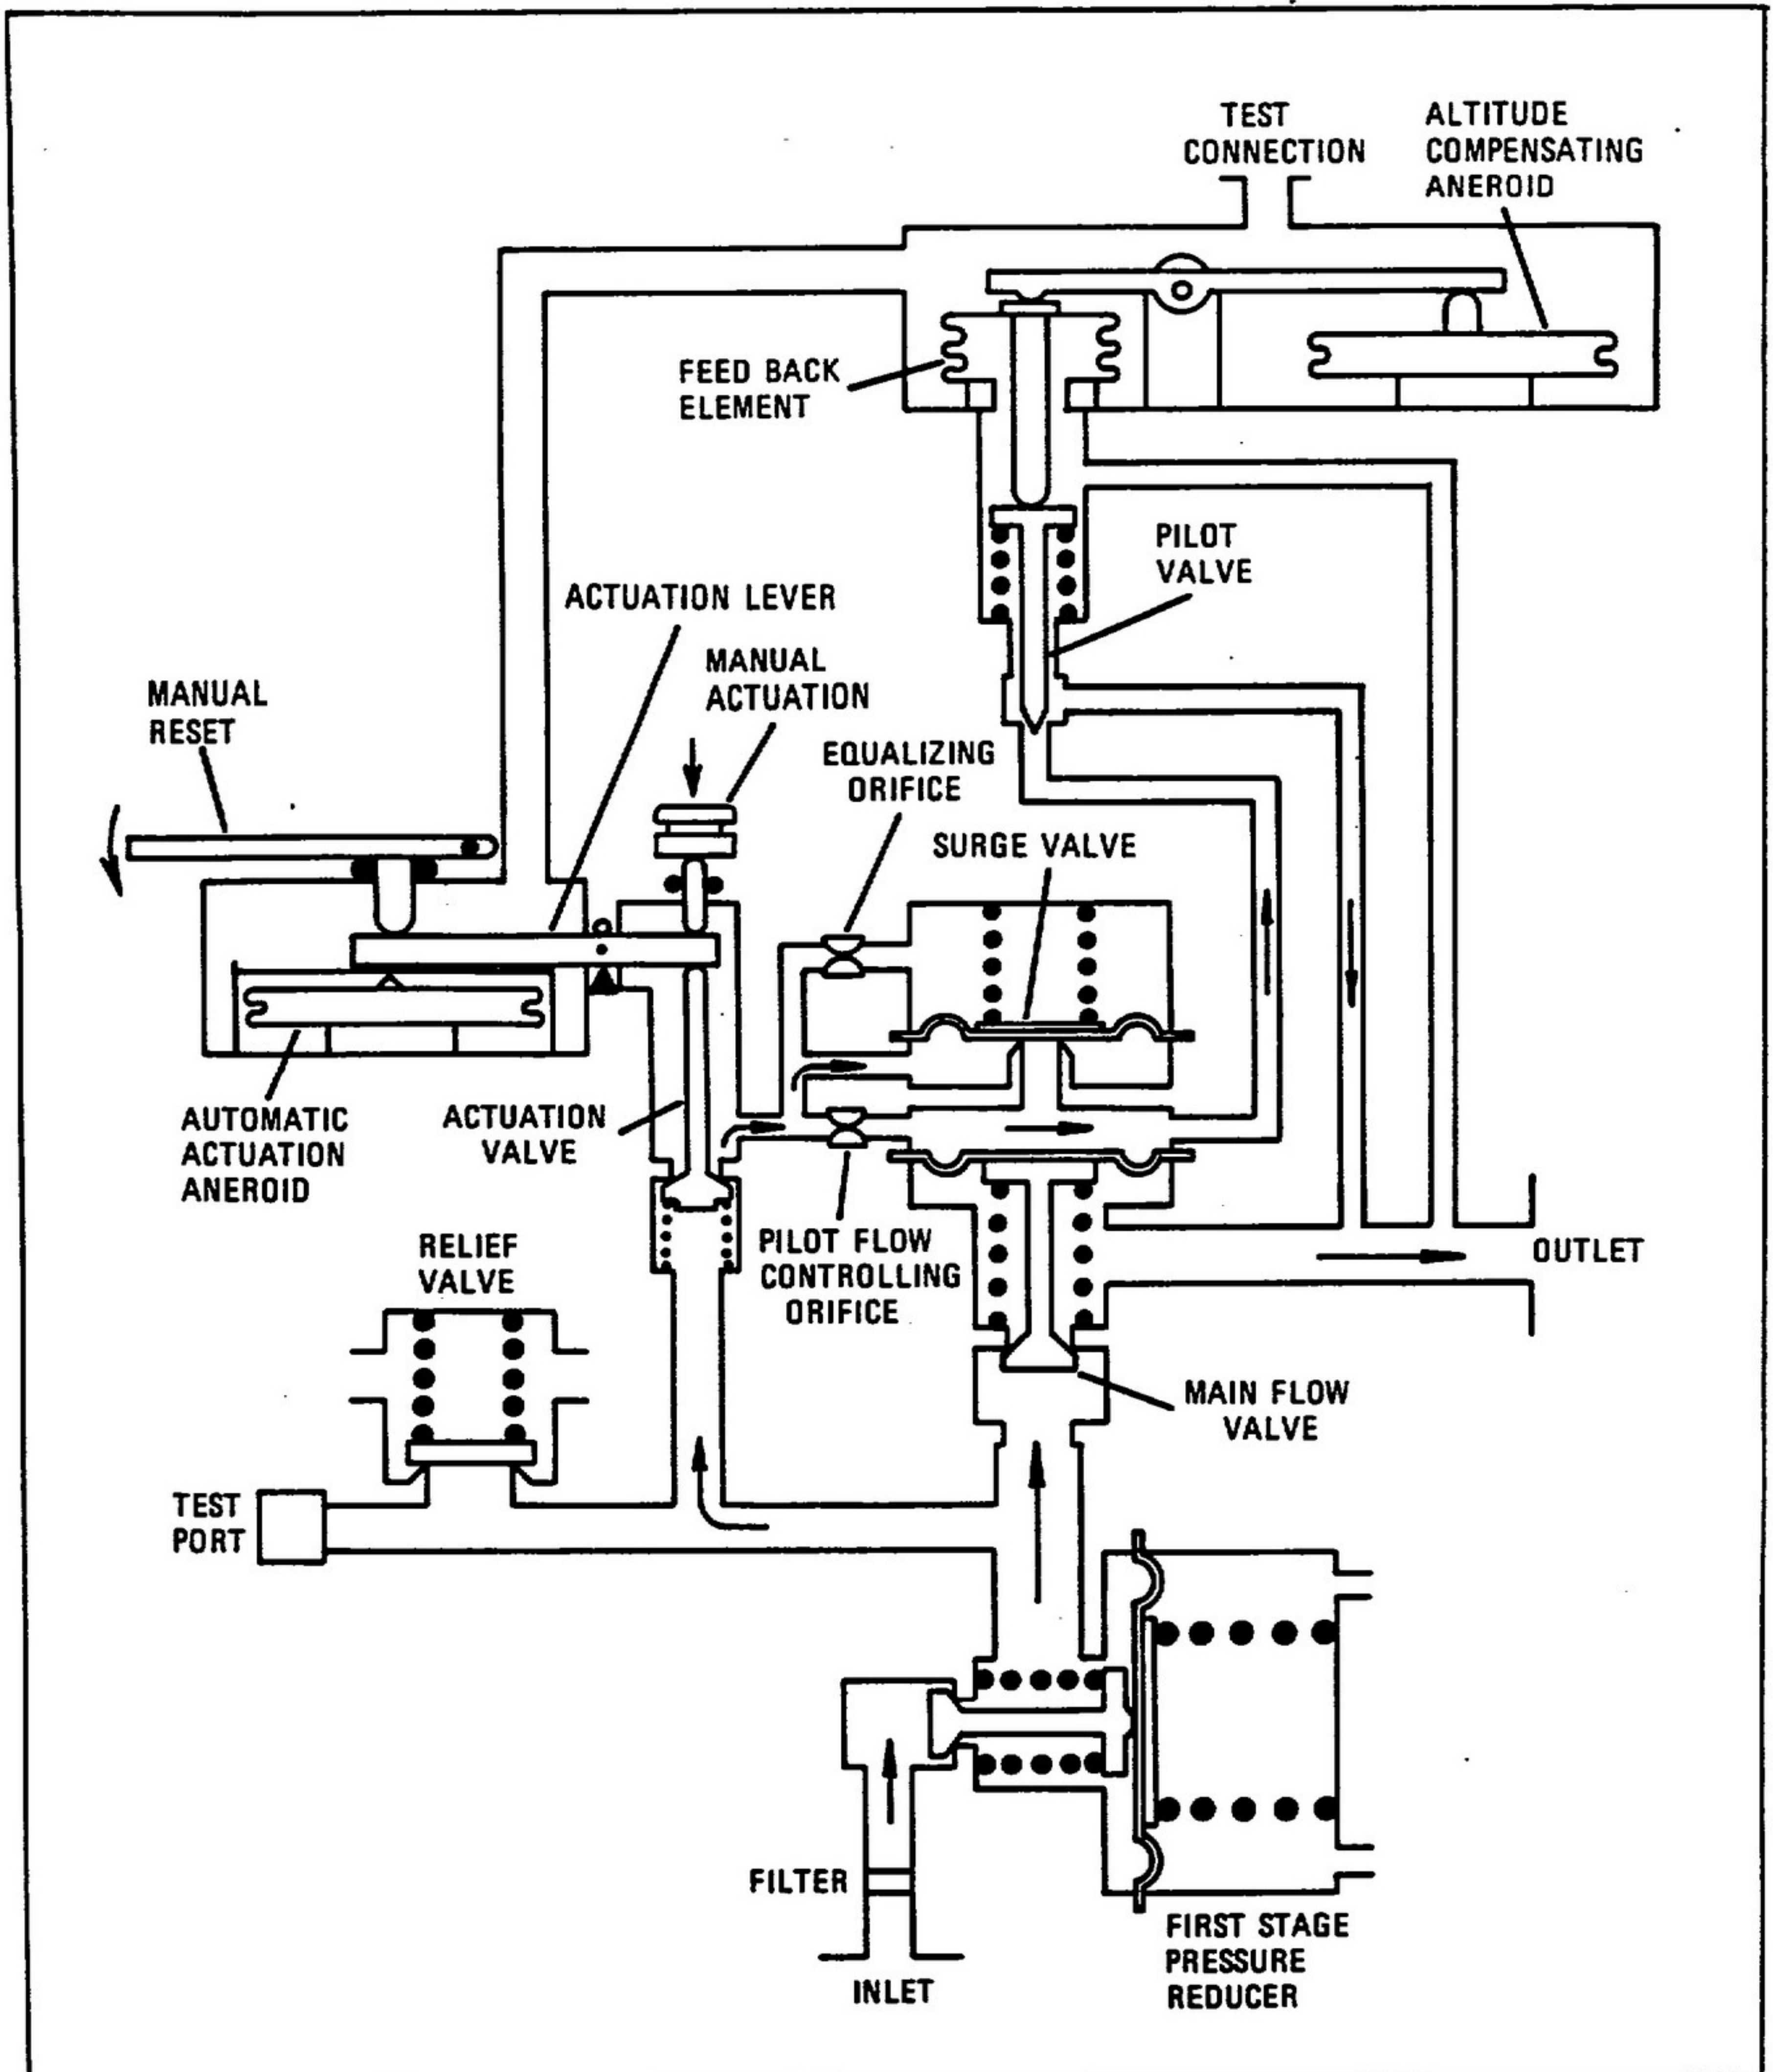 TEST
CONNECTION
ALTITUDE
COMPENSATING
ANEROID
FEED BACK
ELEMENT
PILOT
VALVE
ACTUATION LEVER
MANUAL
ACTUATION
MANUAL
RESET
EQUALIZING
ORIFICE
SURGE VALVE
AUTOMATIC
ACTUATION
ANEROID
ACTUATION
VALVE
RELIEF
VALVE
PILOT FLOW
CONTROLLING
ORIFICE
OUTLET
MAIN FLOW
VALVE
TEST
PORT
FILTER
INLET
FIRST STAGE
PRESSURE
REDUCER